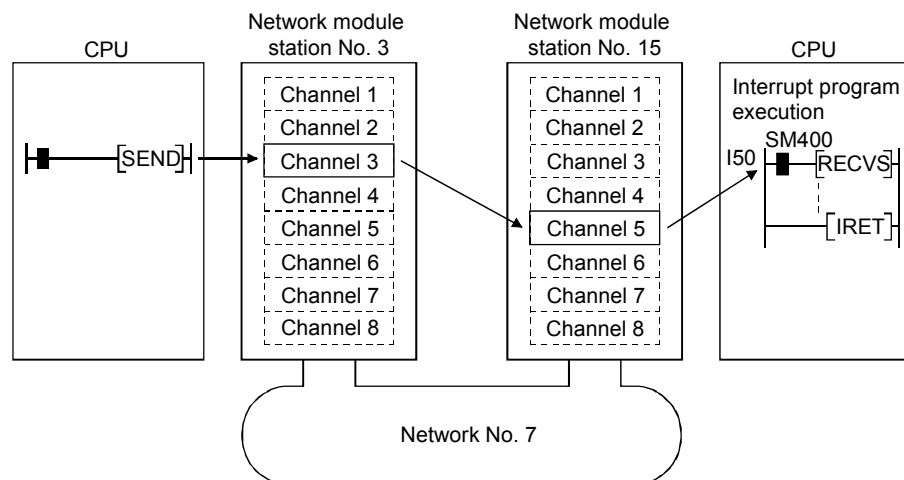 CPU
Network module
station No. 3
Network module
station No. 15
CPU
SEND
Channel 1
Channel 2
Channel 3
Channel 4
Channel 5
Channel 6
Channel 7
Channel 8
Channel 1
Channel 2
Channel 3
Channel 4
Channel 5
Channel 6
Channel 7
Channel 8
Interrupt program
execution
SM400
I50
RECVS
IRET
Network No. 7